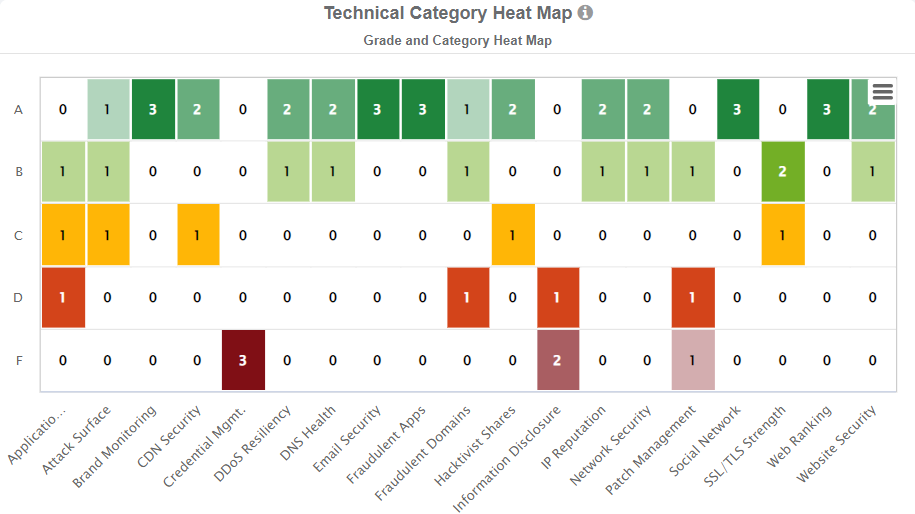 Technical Category Heat Map
Grade and Category Heat Map
A 0 1 3 2 0 2 2 3 3 1 2 0 2 2 0 3 0 3 2
B 1 1 0 0 0 1 1 0 0 1 0 0 1 1 1 0 2 0 1
C 1 1 0 1 0 0 0 0 0 0 1 0 0 0 0 0 1 0 0
D 1 0 0 0 0 0 0 0 0 1 0 1 0 0 1 0 0 0 0
F 0 0 0 0 3 0 0 0 0 0 0 2 0 0 1 0 0 0 0
Applicatio...
Attack Surface
Brand Monitoring
CDN Security
Credential Mgmt.
DDoS Resiliency
DNS Health
Email Security
Fraudulent Apps
Fraudulent Domains
Hacktivist Shares
Information Disclosure
IP Reputation
Network Security
Patch Management
Social Network
SSL/TLS Strength
Web Ranking
Website Security